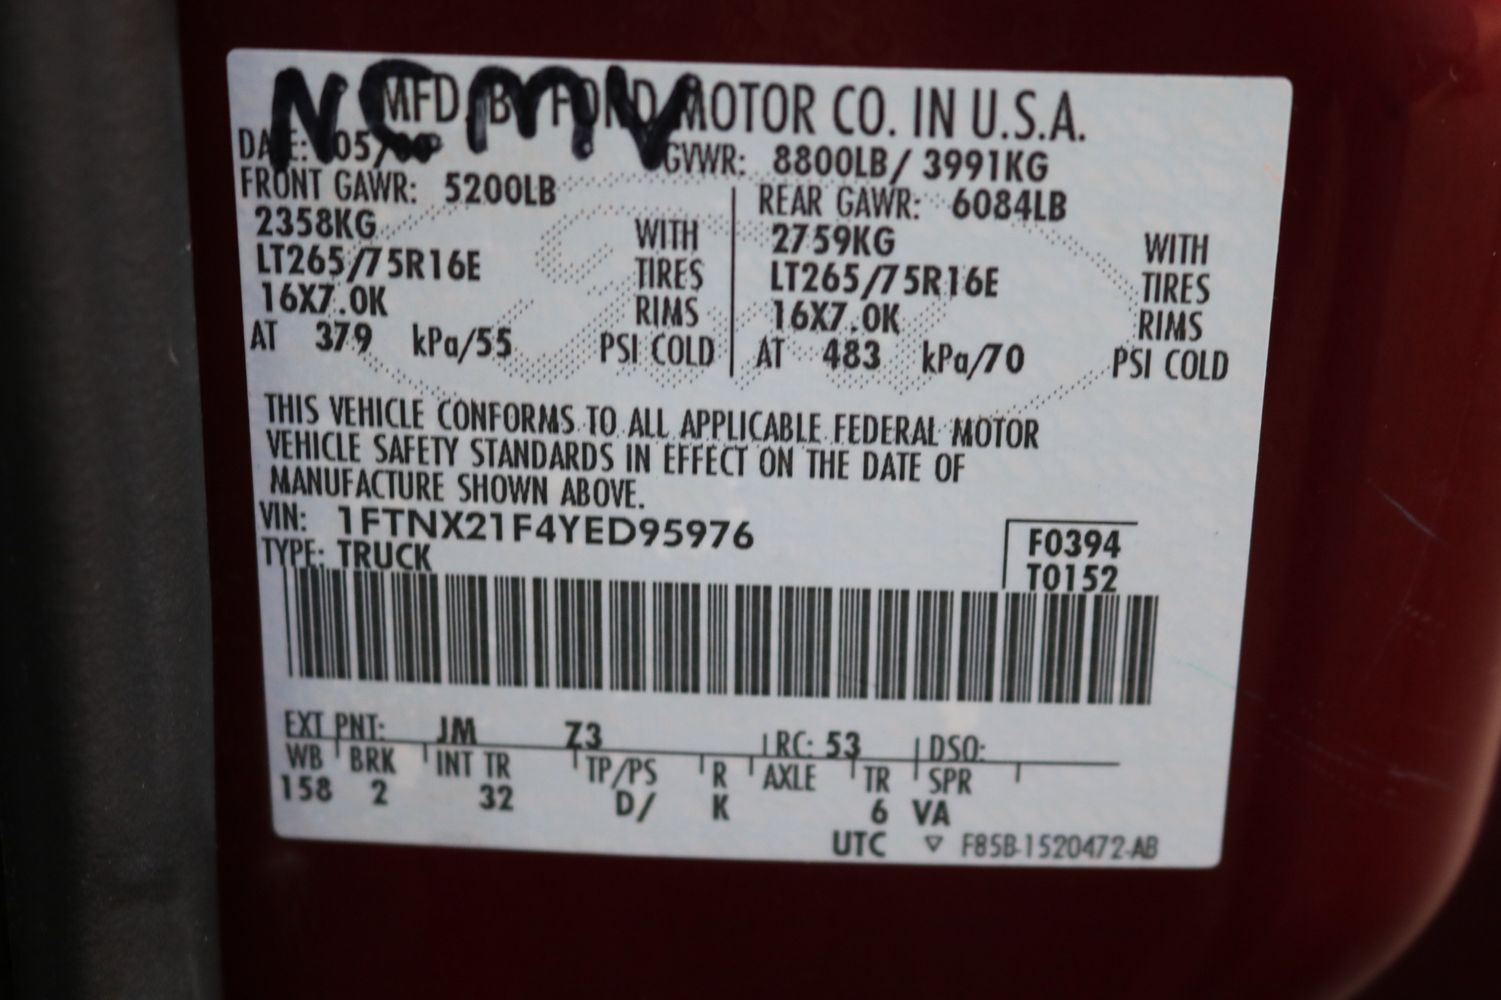 NC MV
MFD. BY FORD MOTOR CO. IN U.S.A.
DATE: 05/ GVWR: 8800LB/ 3991KG
FRONT GAWR: 5200LB REAR GAWR: 6084LB
2358KG WITH 2759KG WITH
LT265/75R16E TIRES LT265/75R16E TIRES
16X7.0K RIMS 16X7.0K RIMS
AT 379 kPa/55 PSI COLD AT 483 kPa/70 PSI COLD
THIS VEHICLE CONFORMS TO ALL APPLICABLE FEDERAL MOTOR
VEHICLE SAFETY STANDARDS IN EFFECT ON THE DATE OF
MANUFACTURE SHOWN ABOVE.
VIN: 1FTNX21F4YED95976 F0394
TYPE: TRUCK T0152
EXT PNT: JM Z3 RC: 53 DSO:
WB BRK INT TR TP/PS R AXLE TR SPR
158 2 32 D/ K 6 VA
UTC ▽ F85B-1520472-AB